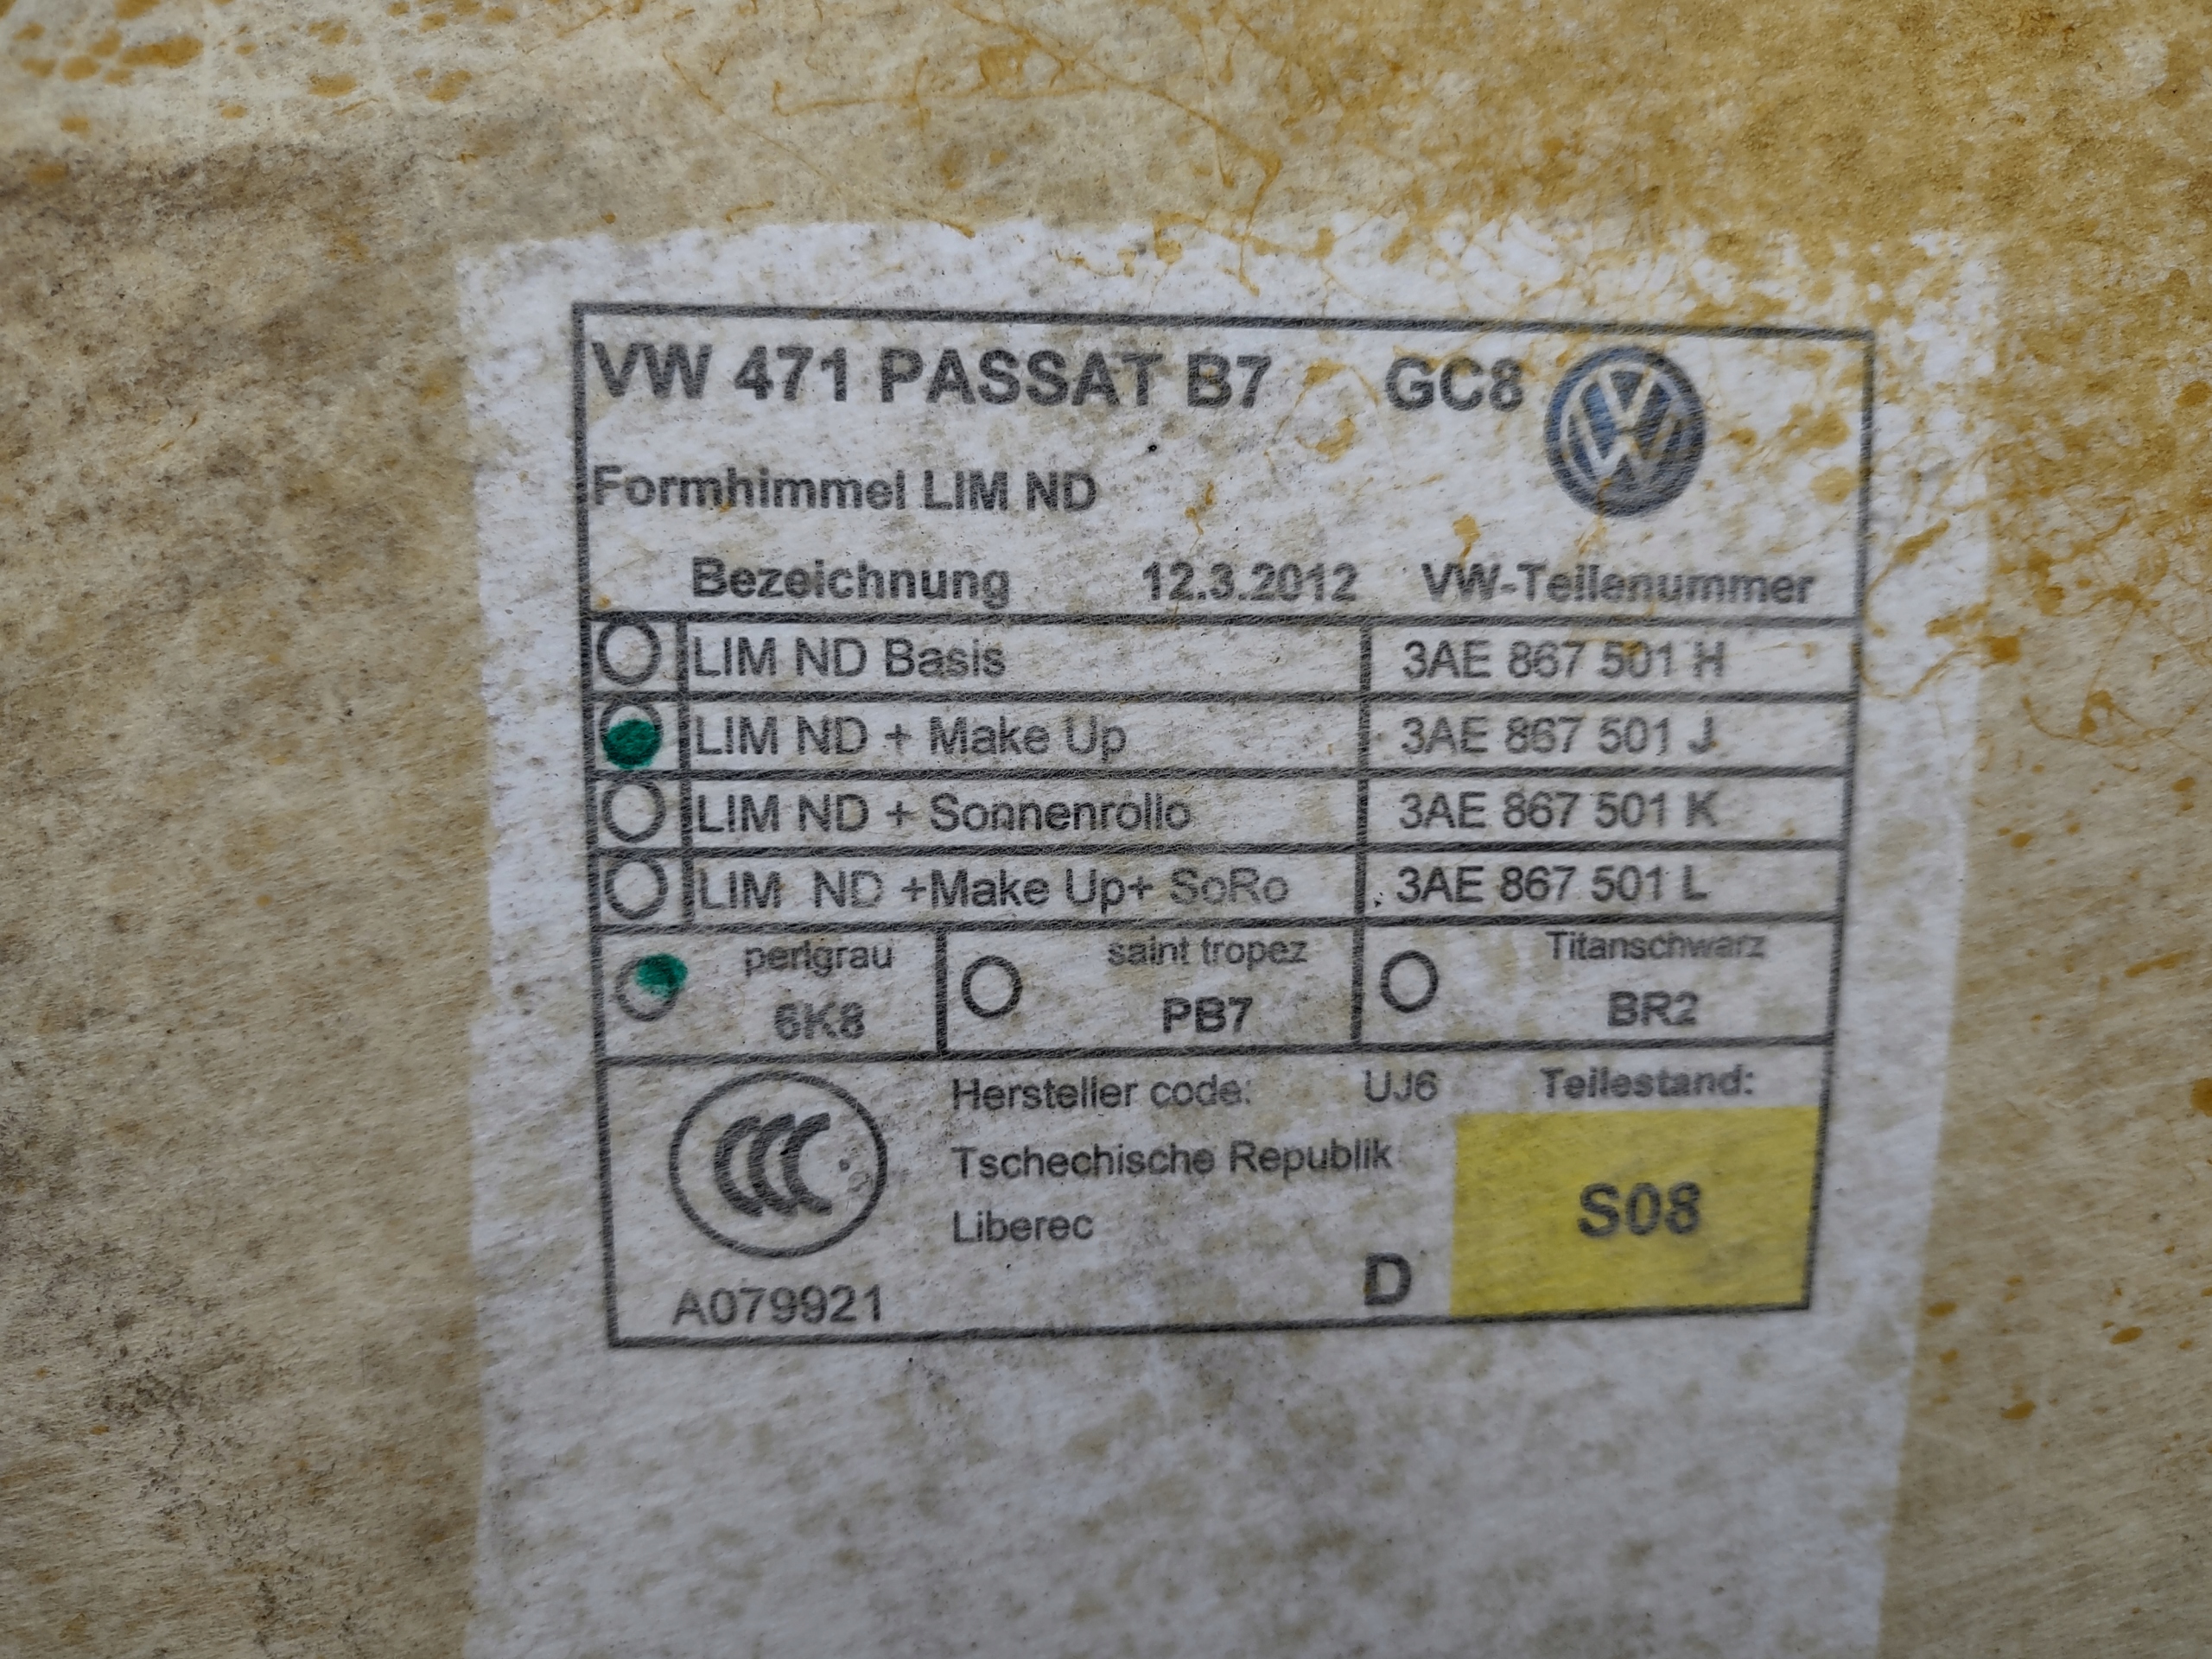 VW 471 PASSAT B7 GC8
Formhimmel LIM ND
Bezeichnung 12.3.2012 VW-Teilenummer
LIM ND Basis 3AE 867 501 H
LIM ND + Make Up 3AE 867 501 J
LIM ND + Sonnenrollo 3AE 867 501 K
LIM ND +Make Up+ SoRo 3AE 867 501 L
perlgrau saint tropez Titanschwarz
6K8 PB7 BR2
Hersteller code: UJ6 Teilestand:
CCC Tschechische Republik
Liberec S08
A079921 D